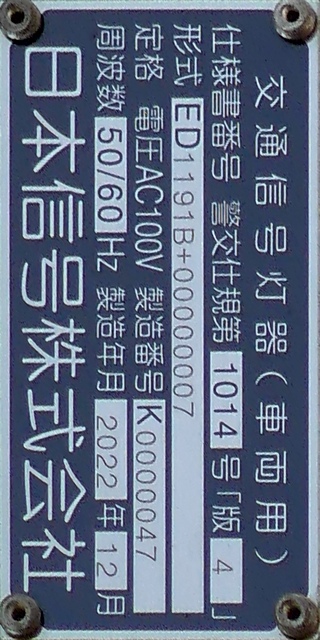 交通信号灯器(車両用)
仕様書番号 警交仕規第 1014 号「版 4 」
形式 ED1191B+00000007
定格 電圧AC100V 製造番号 K0000047
周波数 50/60 Hz 製造年月 2022 年 12 月
日本信号株式会社